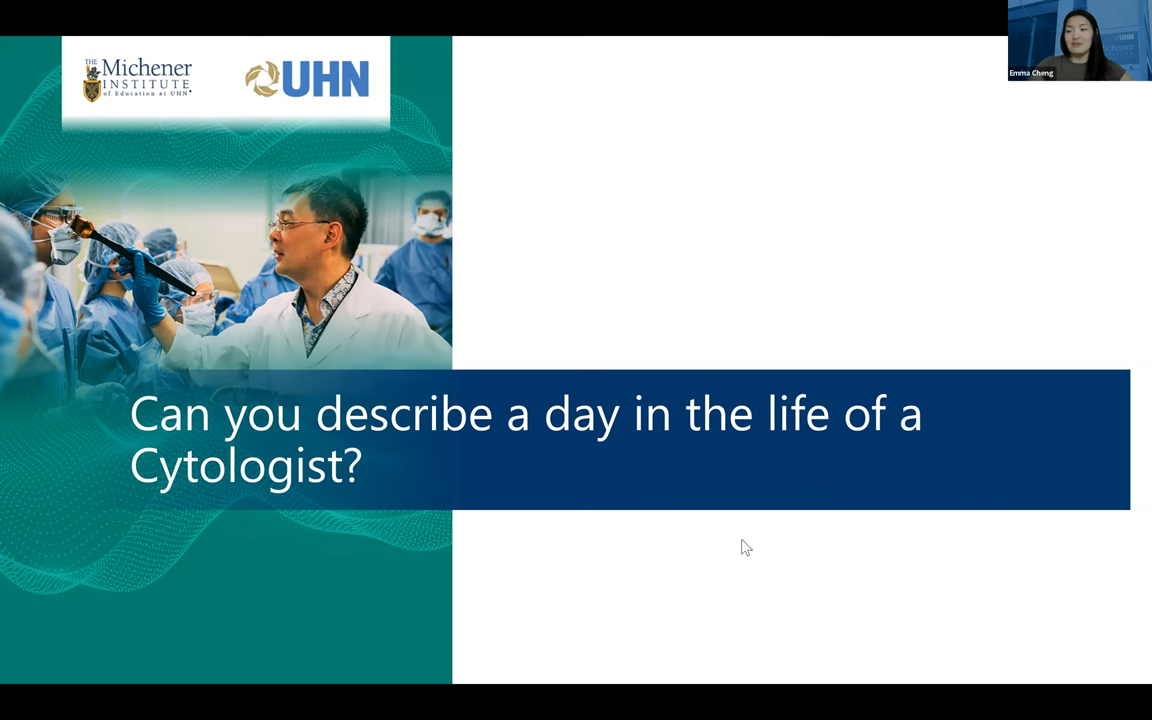 THE
Michener
INSTITUTE
of Education at UHN
UHN
Emma Cheng
Can you describe a day in the life of a
Cytologist?